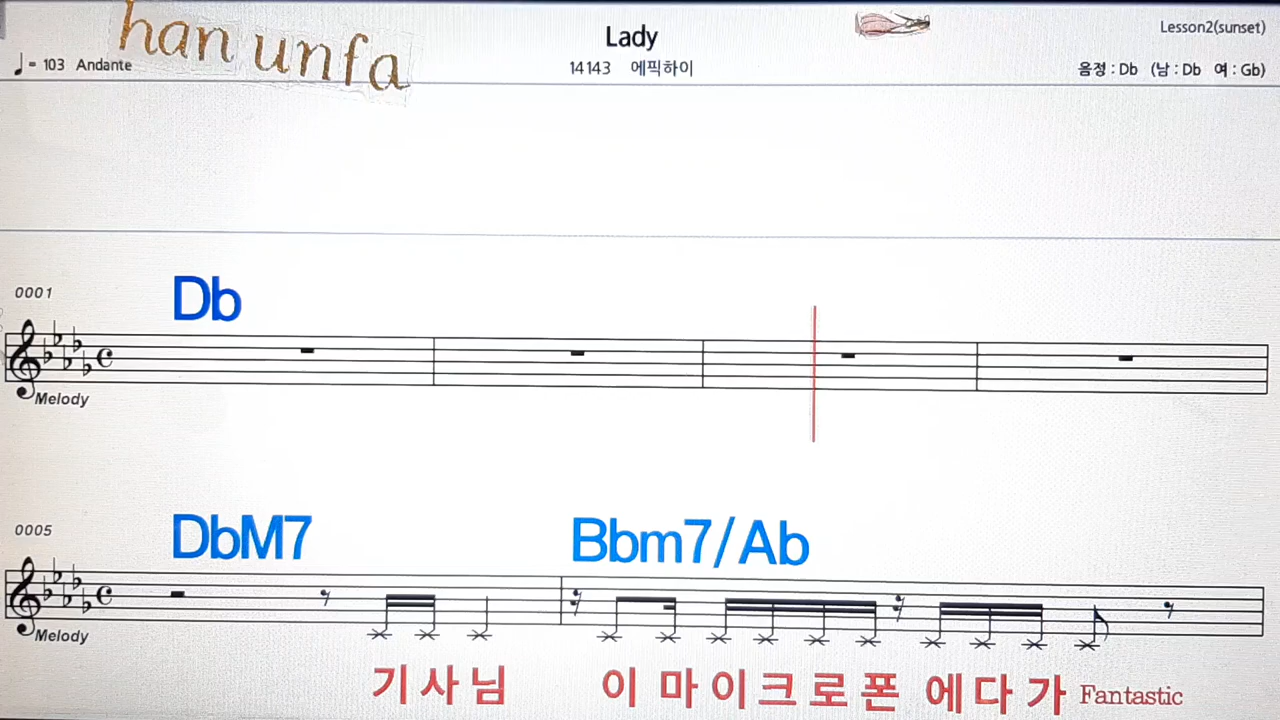 han unfa
Lady
Lesson2(sunset)
♩= 103 Andante
14143 에픽하이
음정 : Db (남 : Db 여 : Gb)
0001
Db
Melody
0005
DbM7 Bbm7/Ab
Melody
기사님 이 마이크로폰 에다가 Fantastic